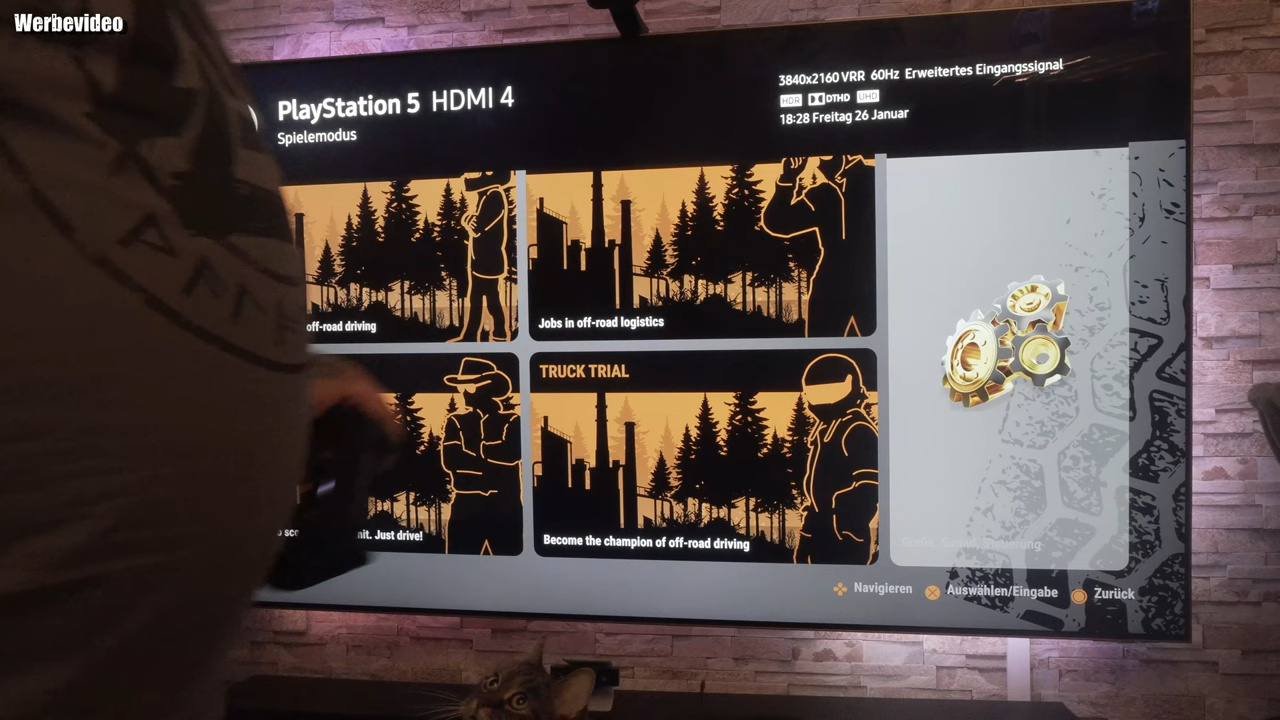 Werbevideo
PlayStation 5 HDMI 4
Spielemodus
3840x2160 VRR 60Hz Erweitertes Eingangssignal
HDR DTHD UHD
18:28 Freitag 26 Januar
off-road driving
Jobs in off-road logistics
TRUCK TRIAL
Just drive!
Become the champion of off-road driving
Navigieren
Auswählen/Eingabe
Zurück